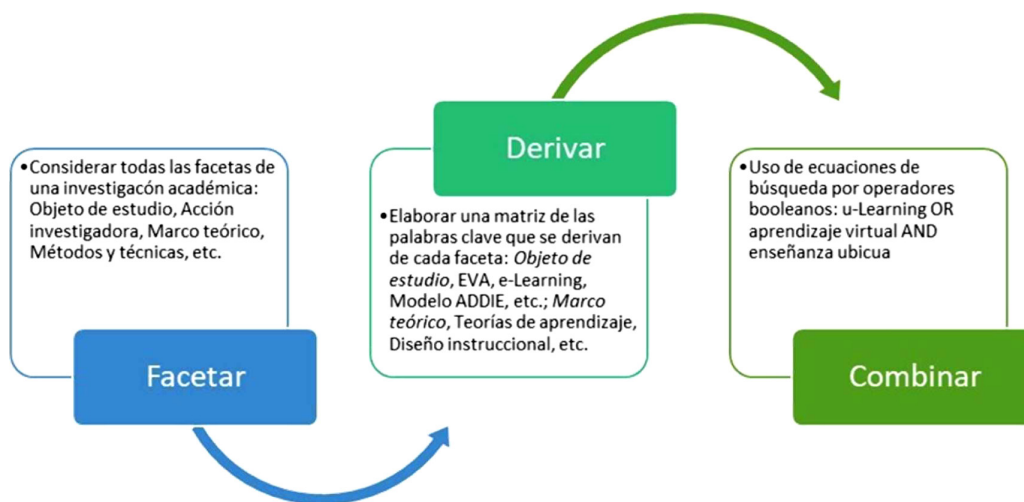 •Considerar todas las facetas de
una investigacón académica:
Objeto de estudio, Acción
investigadora, Marco teórico,
Métodos y técnicas, etc.
Facetar
Derivar
•Elaborar una matriz de las
palabras clave que se derivan
de cada faceta: Objeto de
estudio, EVA, e-Learning,
Modelo ADDIE, etc.; Marco
teórico, Teorías de aprendizaje,
Diseño instruccional, etc.
•Uso de ecuaciones de
búsqueda por operadores
booleanos: u-Learning OR
aprendizaje virtual AND
enseñanza ubicua
Combinar